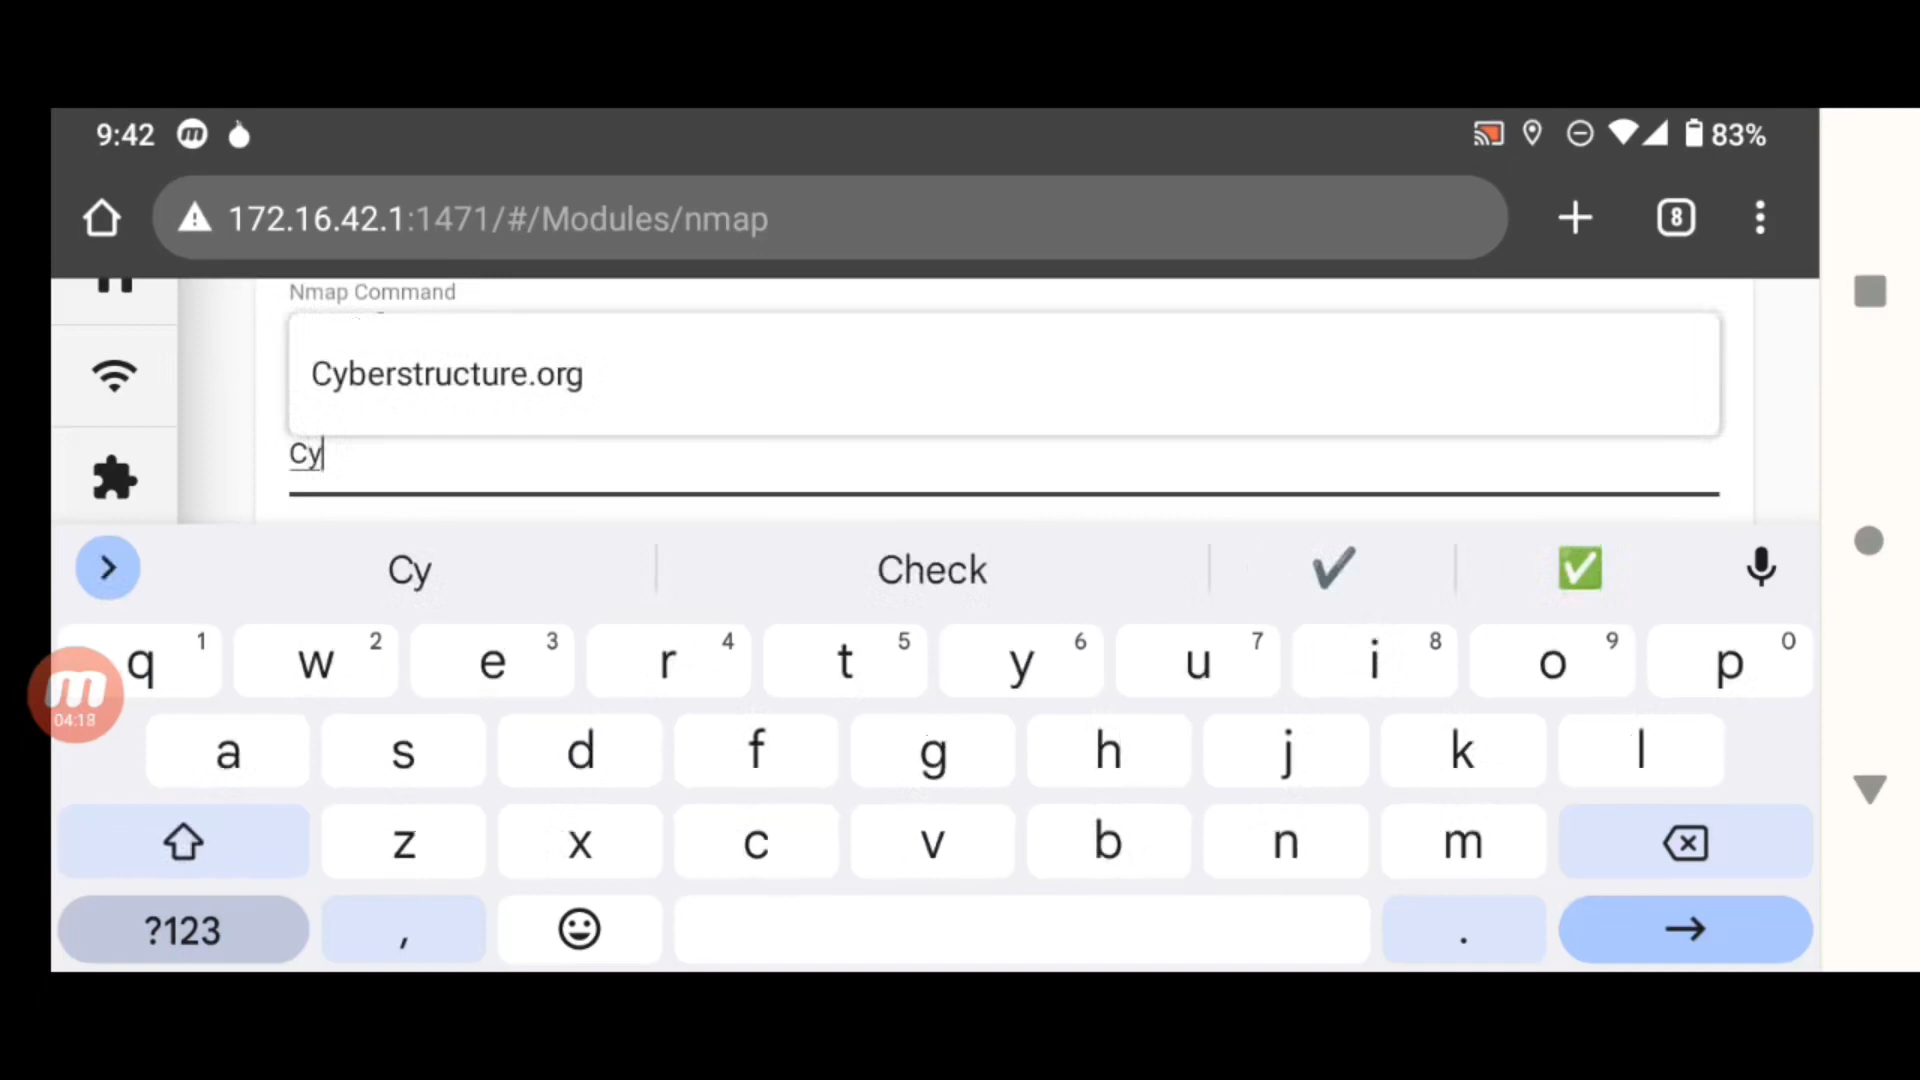 9:42 83%
172.16.42.1:1471/#/Modules/nmap 8
Nmap Command
Cyberstructure.org
Cy
Cy Check
q 1 w 2 e 3 r 4 t 5 y 6 u 7 i 8 o 9 p 0
04:18
a s d f g h j k l
z x c v b n m
?123 , .